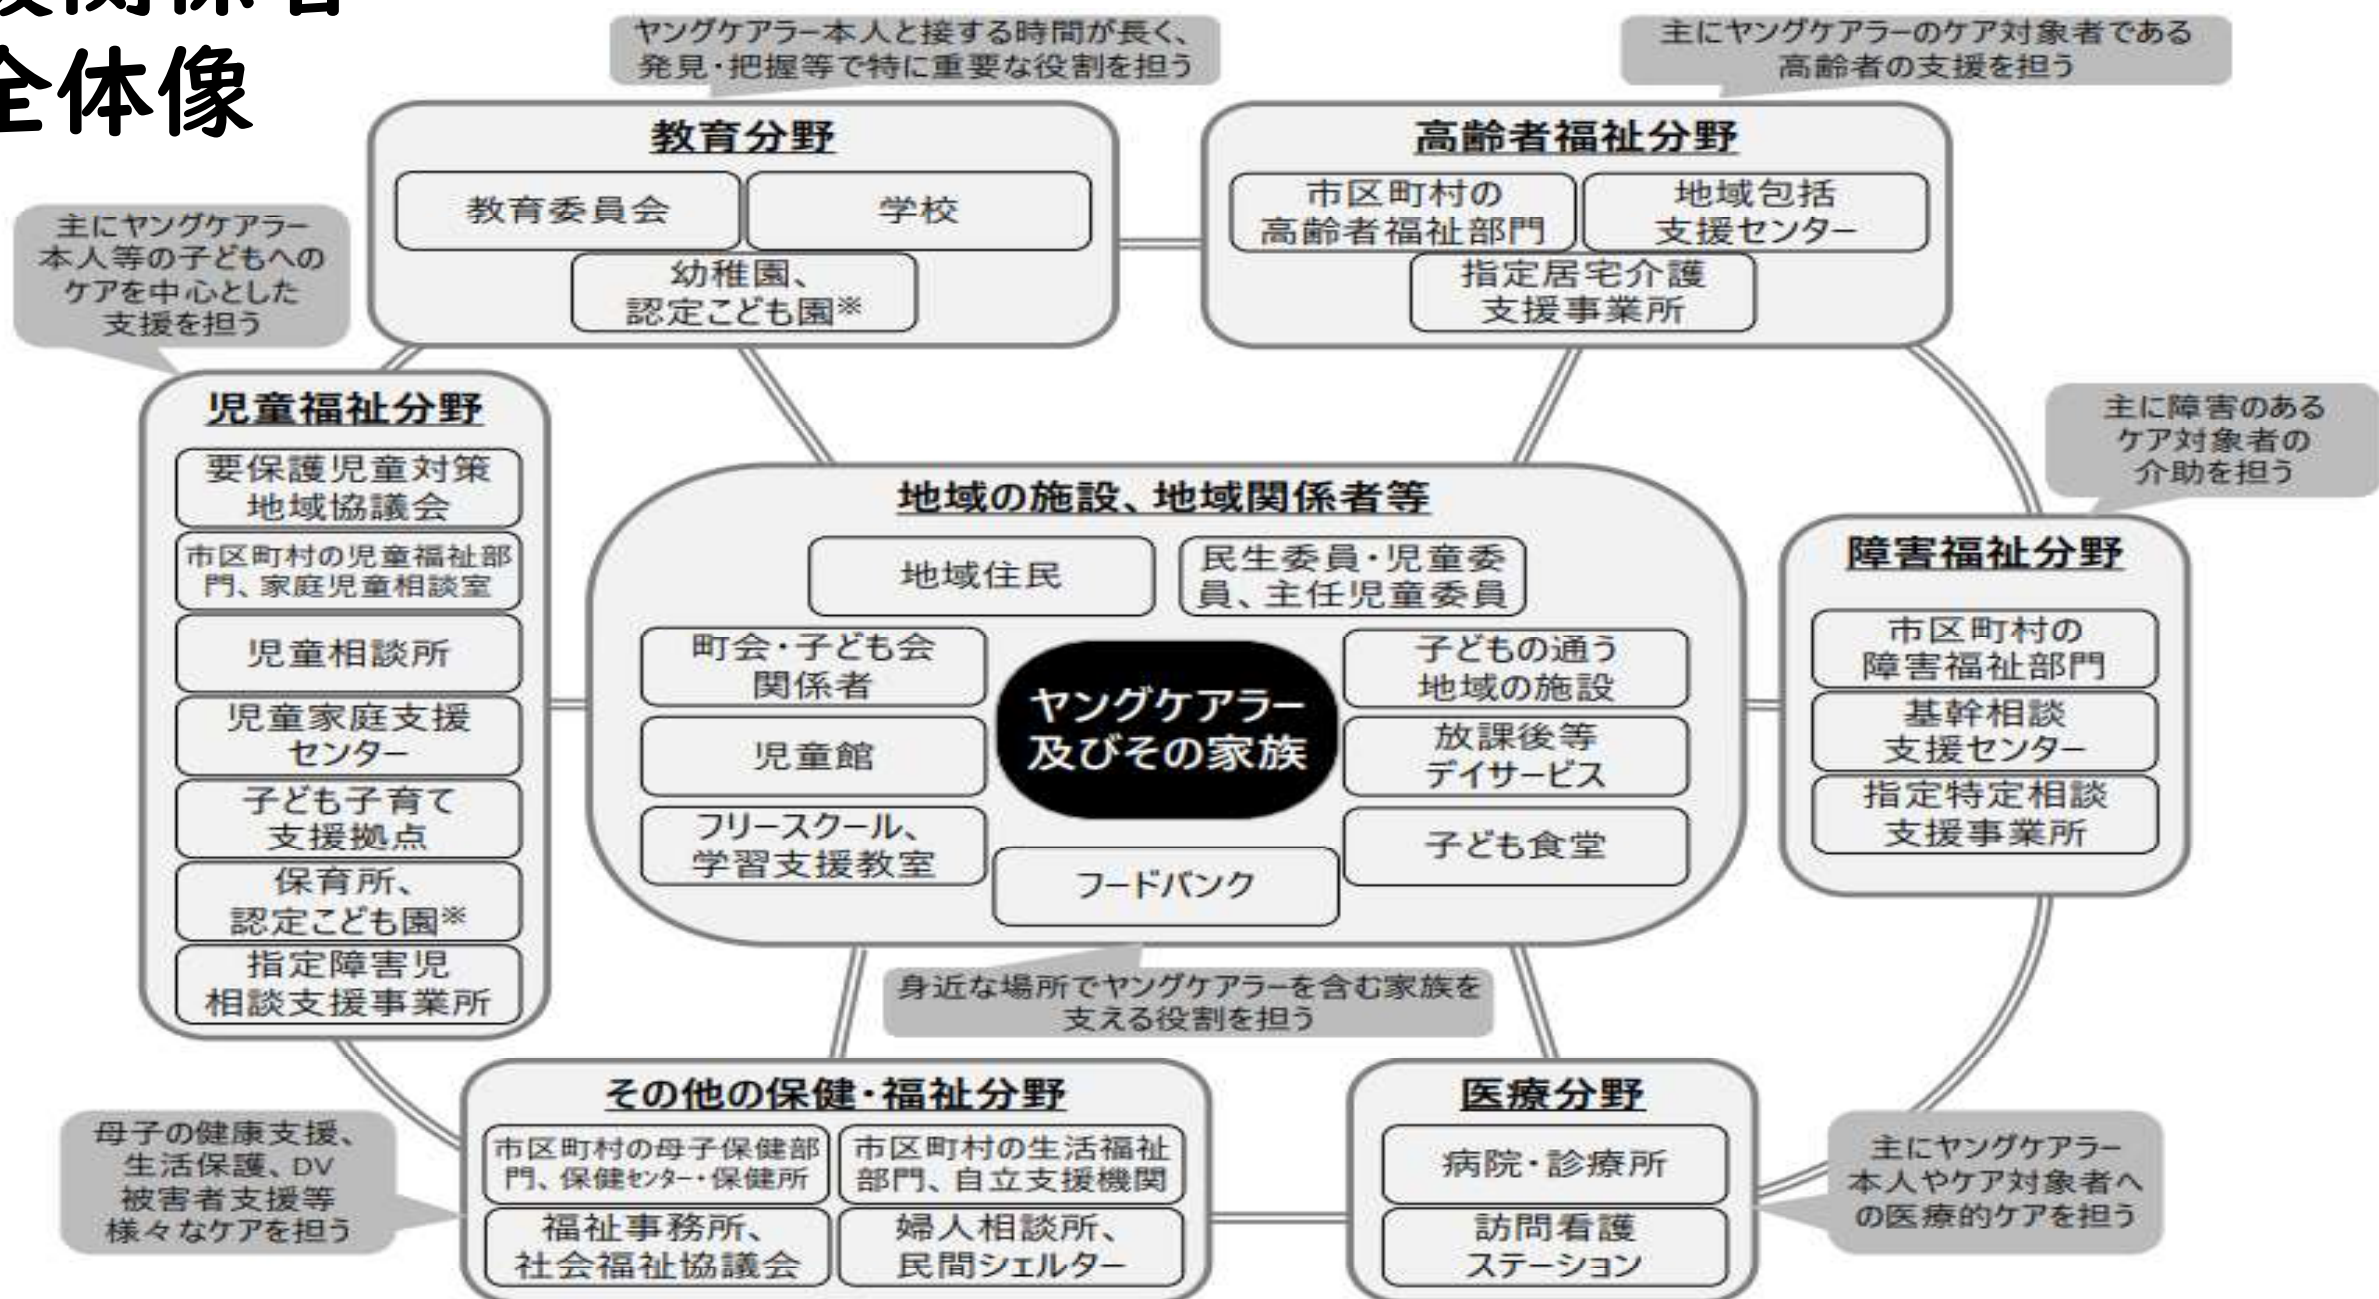 関係者
全体像
ヤングケアラー本人と接する時間が長く、
発見・把握等で特に重要な役割を担う
主にヤングケアラーのケア対象者である
高齢者の支援を担う
教育分野
教育委員会
学校
幼稚園、
認定こども園※
高齢者福祉分野
市区町村の
高齢者福祉部門
地域包括
支援センター
指定居宅介護
支援事業所
主にヤングケアラー
本人等の子どもへの
ケアを中心とした
支援を担う
児童福祉分野
要保護児童対策
地域協議会
市区町村の児童福祉部
門、家庭児童相談室
児童相談所
児童家庭支援
センター
子ども子育て
支援拠点
保育所、
認定こども園※
指定障害児
相談支援事業所
地域の施設、地域関係者等
地域住民
民生委員・児童委
員、主任児童委員
町会・子ども会
関係者
児童館
フリースクール、
学習支援教室
ヤングケアラー
及びその家族
子どもの通う
地域の施設
放課後等
デイサービス
子ども食堂
フードバンク
身近な場所でヤングケアラーを含む家族を
支える役割を担う
主に障害のある
ケア対象者の
介助を担う
障害福祉分野
市区町村の
障害福祉部門
基幹相談
支援センター
指定特定相談
支援事業所
その他の保健・福祉分野
市区町村の母子保健部
門、保健センター・保健所
市区町村の生活福祉
部門、自立支援機関
福祉事務所、
社会福祉協議会
婦人相談所、
民間シェルター
母子の健康支援、
生活保護、DV
被害者支援等
様々なケアを担う
医療分野
病院・診療所
訪問看護
ステーション
主にヤングケアラー
本人やケア対象者へ
の医療的ケアを担う